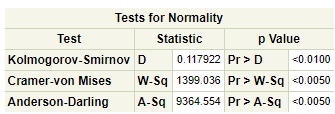 Tests for Normality
Test Statistic p Value
Kolmogorov-Smirnov D 0.117922 Pr > D <0.0100
Cramer-von Mises W-Sq 1399.036 Pr > W-Sq <0.0050
Anderson-Darling A-Sq 9364.554 Pr > A-Sq <0.0050